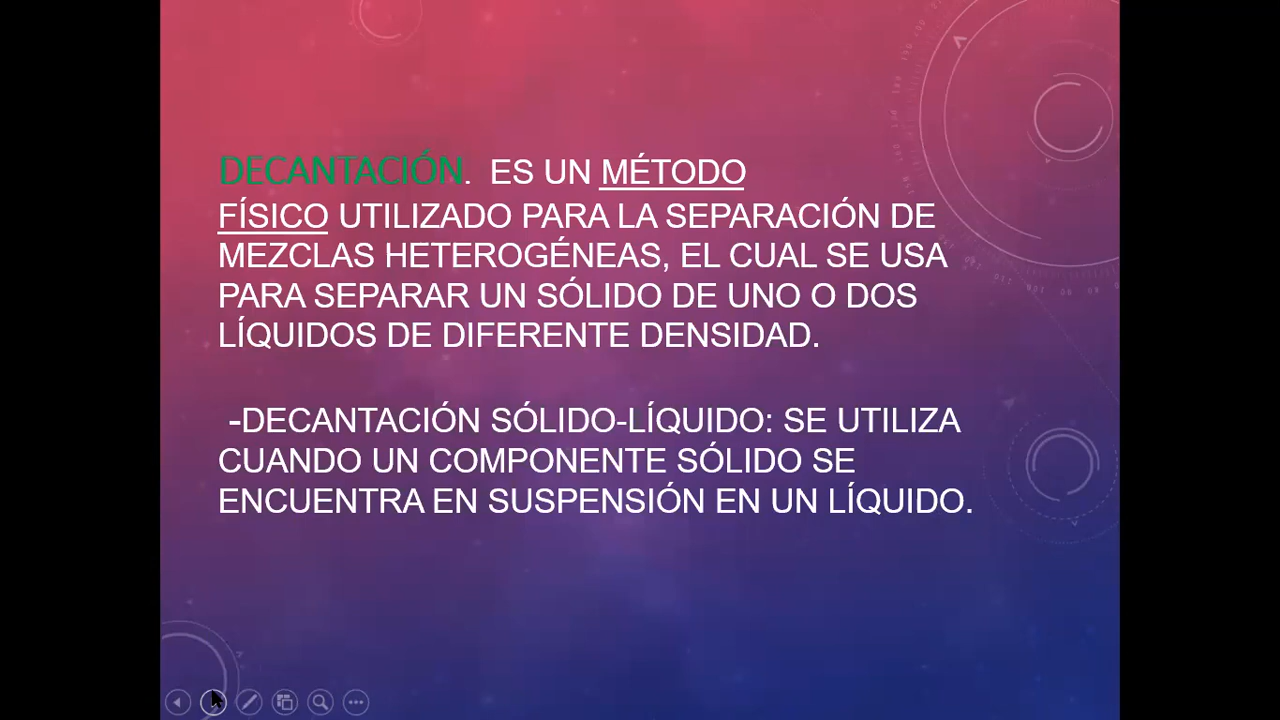 DECANTACIÓN.  ES UN MÉTODO
FÍSICO UTILIZADO PARA LA SEPARACIÓN DE
MEZCLAS HETEROGÉNEAS, EL CUAL SE USA
PARA SEPARAR UN SÓLIDO DE UNO O DOS
LÍQUIDOS DE DIFERENTE DENSIDAD.
-DECANTACIÓN SÓLIDO-LÍQUIDO: SE UTILIZA
CUANDO UN COMPONENTE SÓLIDO SE
ENCUENTRA EN SUSPENSIÓN EN UN LÍQUIDO.